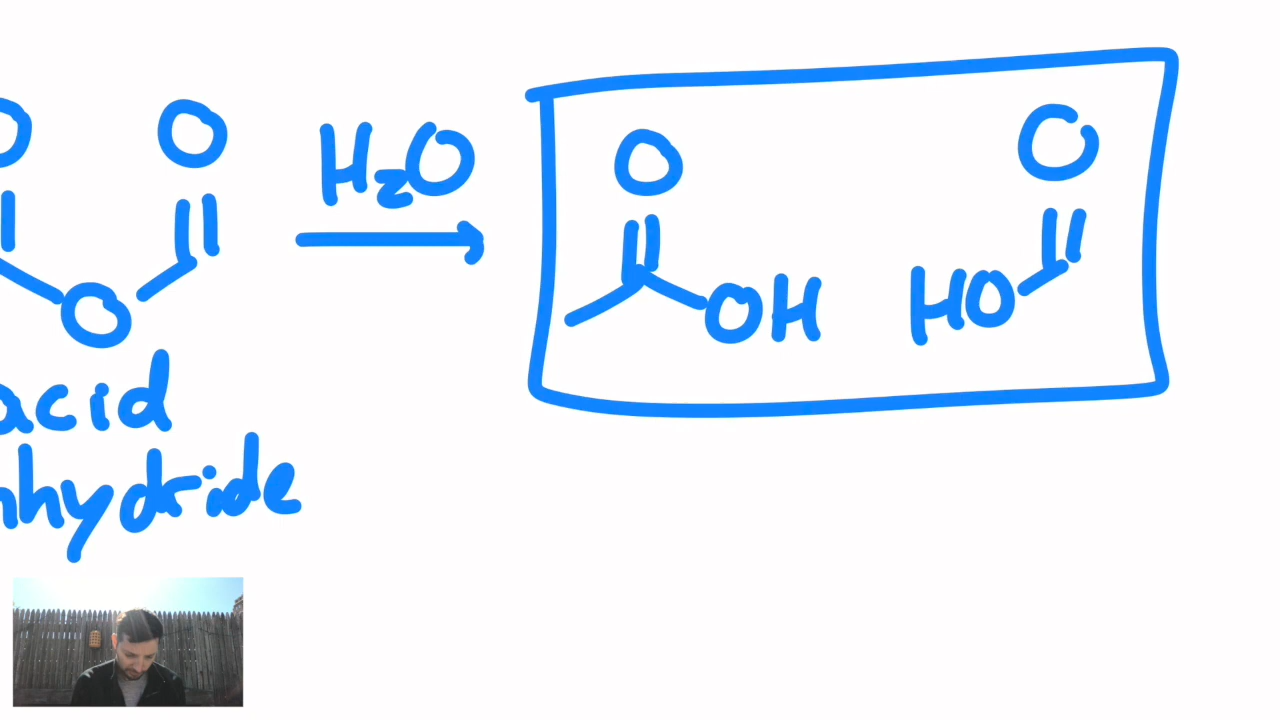 O O
H₂O
O
O O
OH HO
acid
nhydride